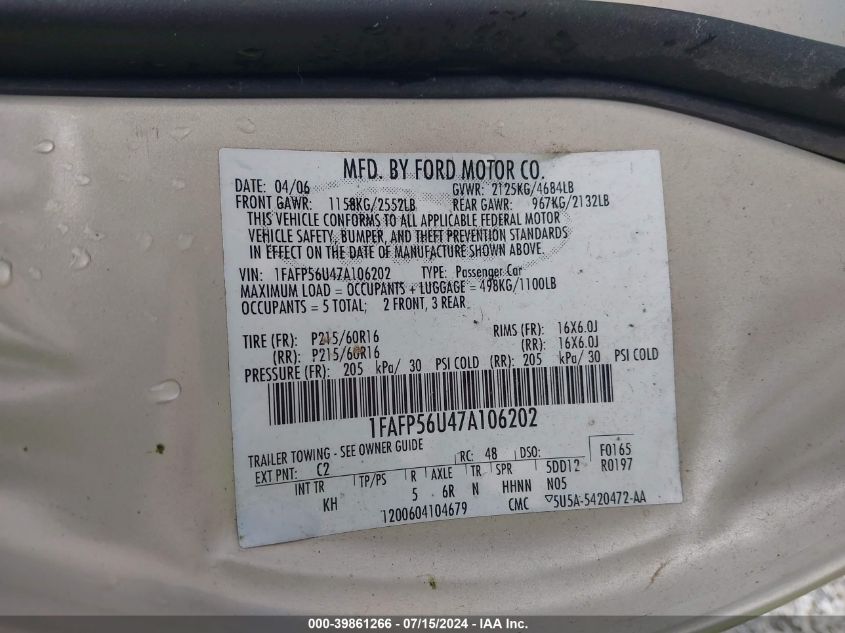 MFD. BY FORD MOTOR CO.
DATE: 04/06 GVWR: 2125KG/4684LB
FRONT GAWR: 1158KG/2552LB REAR GAWR: 967KG/2132LB
THIS VEHICLE CONFORMS TO ALL APPLICABLE FEDERAL MOTOR
VEHICLE SAFETY, BUMPER, AND THEFT PREVENTION STANDARDS
IN EFFECT ON THE DATE OF MANUFACTURE SHOWN ABOVE.
VIN: 1FAFP56U47A106202 TYPE: Passenger Car
MAXIMUM LOAD = OCCUPANTS + LUGGAGE = 498KG/1100LB
OCCUPANTS = 5 TOTAL; 2 FRONT, 3 REAR
TIRE (FR): P215/60R16 RIMS (FR): 16X6.0J
(RR): P215/60R16 (RR): 16X6.0J
PRESSURE (FR): 205 kPa/ 30 PSI COLD (RR): 205 kPa/ 30 PSI COLD
1FAFP56U47A106202
TRAILER TOWING - SEE OWNER GUIDE
EXT PNT: C2 RC: 48 DSO: F0165
INT TR TP/PS R AXLE TR SPR 5DD12 R0197
KH 5 6R N HHNN N05
1200604104679 CMC ▽5U5A-5420472-AA
000-39861266 - 07/15/2024 - IAA Inc.